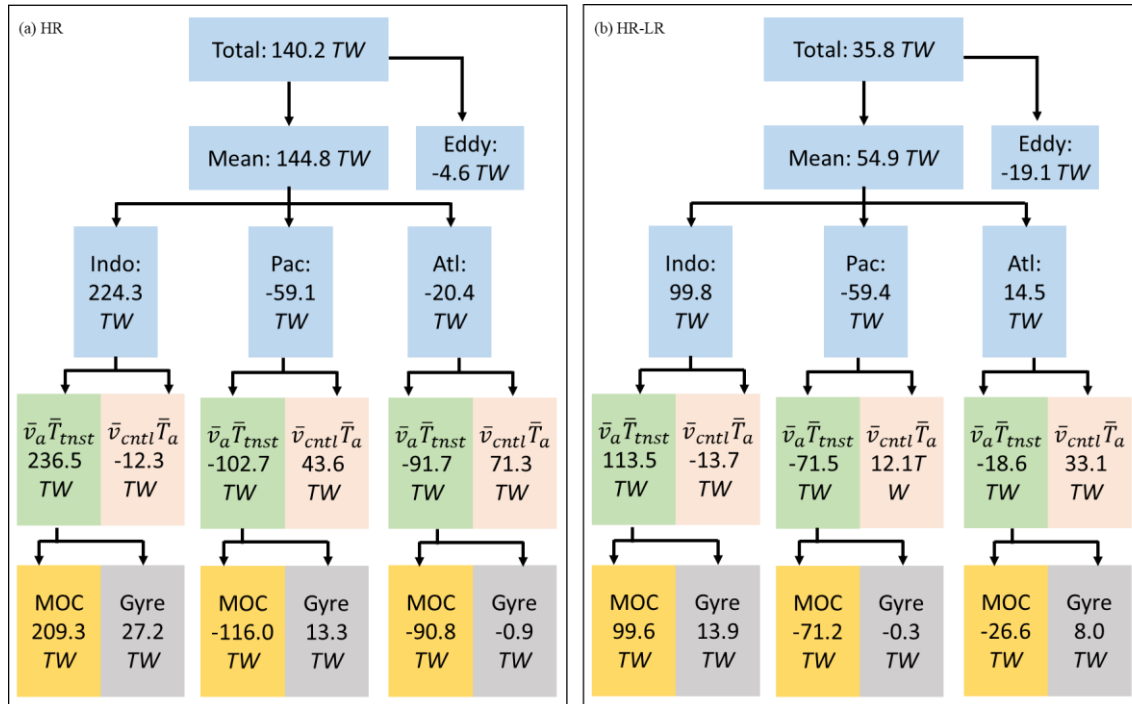 (a) HR
Total: 140.2 TW
Mean: 144.8 TW
Eddy:
-4.6 TW
Indo:
224.3
TW
Pac:
-59.1
TW
Atl:
-20.4
TW
v̄ₐT̄ₜₙₛₜ
236.5
TW
v̄cntlT̄ₐ
-12.3
TW
v̄ₐT̄ₜₙₛₜ
-102.7
TW
v̄cntlT̄ₐ
43.6
TW
v̄ₐT̄ₜₙₛₜ
-91.7
TW
v̄cntlT̄ₐ
71.3
TW
MOC
209.3
TW
Gyre
27.2
TW
MOC
-116.0
TW
Gyre
13.3
TW
MOC
-90.8
TW
Gyre
-0.9
TW
(b) HR-LR
Total: 35.8 TW
Mean: 54.9 TW
Eddy:
-19.1 TW
Indo:
99.8
TW
Pac:
-59.4
TW
Atl:
14.5
TW
v̄ₐT̄ₜₙₛₜ
113.5
TW
v̄cntlT̄ₐ
-13.7
TW
v̄ₐT̄ₜₙₛₜ
-71.5
TW
v̄cntlT̄ₐ
12.1T
W
v̄ₐT̄ₜₙₛₜ
-18.6
TW
v̄cntlT̄ₐ
33.1
TW
MOC
99.6
TW
Gyre
13.9
TW
MOC
-71.2
TW
Gyre
-0.3
TW
MOC
-26.6
TW
Gyre
8.0
TW